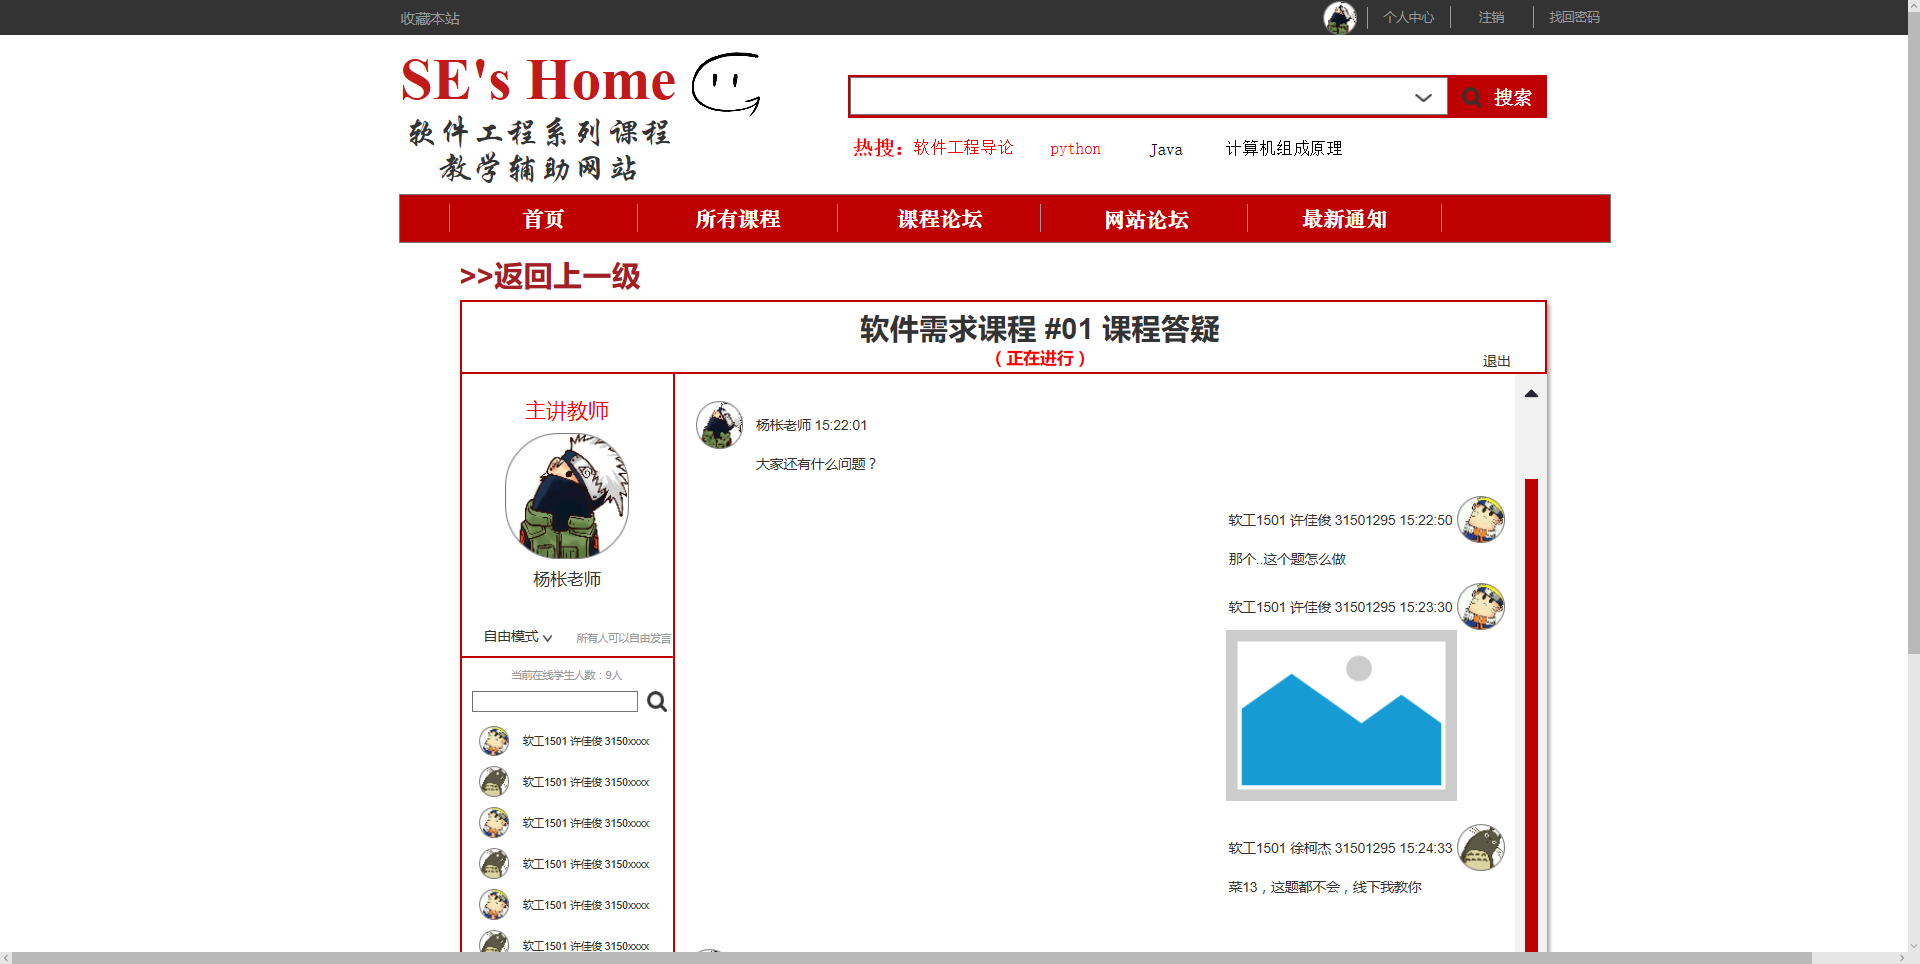 收藏本站
个人中心
注销
找回密码
SE's Home
软件工程系列课程
教学辅助网站
搜索
热搜：软件工程导论 python Java 计算机组成原理
首页 所有课程 课程论坛 网站论坛 最新通知
>>返回上一级
软件需求课程 #01 课程答疑
（正在进行）
退出
主讲教师
杨枨老师
自由模式
所有人可以自由发言
当前在线学生人数：9人
软工1501 许佳俊 3150xxxx
软工1501 许佳俊 3150xxxx
软工1501 许佳俊 3150xxxx
软工1501 许佳俊 3150xxxx
软工1501 许佳俊 3150xxxx
软工1501 许佳俊 3150xxxx
杨枨老师 15:22:01
大家还有什么问题？
软工1501 许佳俊 31501295 15:22:50
那个..这个题怎么做
软工1501 许佳俊 31501295 15:23:30
软工1501 徐柯杰 31501295 15:24:33
菜13，这题都不会，线下我教你